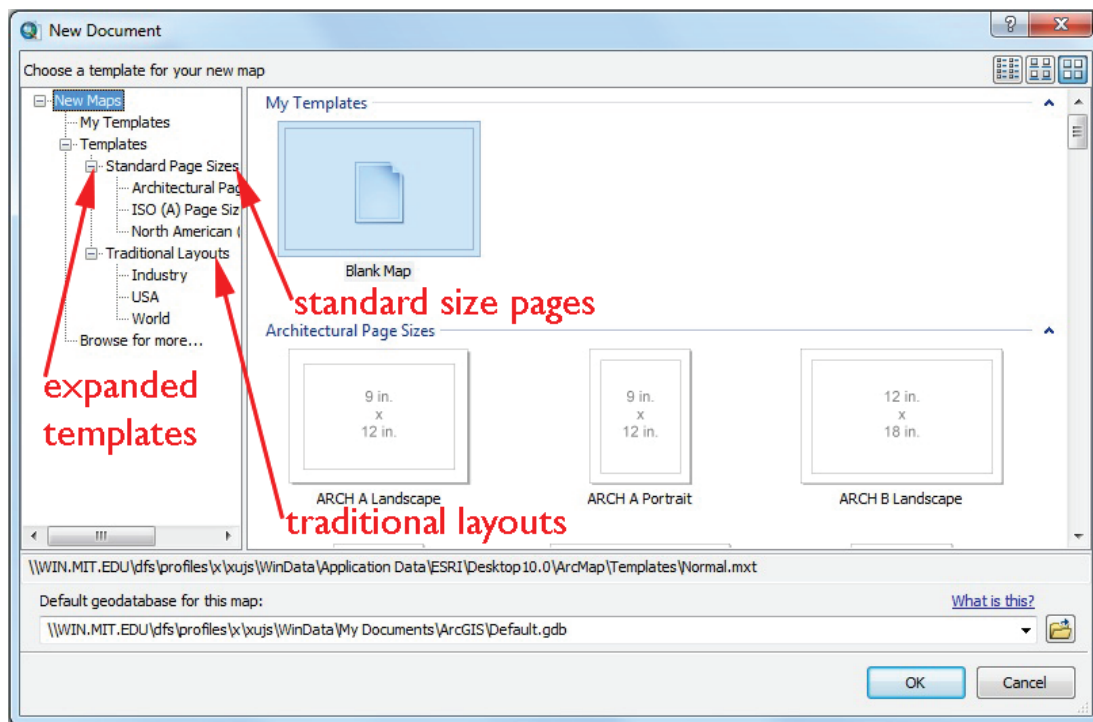 New Document
Choose a template for your new map
New Maps
My Templates
Templates
Standard Page Sizes
Architectural Pag
ISO (A) Page Siz
North American (
Traditional Layouts
Industry
USA
World
Browse for more...
expanded
templates
standard size pages
traditional layouts
My Templates
Blank Map
Architectural Page Sizes
9 in.
x
12 in.
ARCH A Landscape
9 in.
x
12 in.
ARCH A Portrait
12 in.
x
18 in.
ARCH B Landscape
\\WIN.MIT.EDU\dfs\profiles\x\xujs\WinData\Application Data\ESRI\Desktop10.0\ArcMap\Templates\Normal.mxt
Default geodatabase for this map:
What is this?
\\WIN.MIT.EDU\dfs\profiles\x\xujs\WinData\My Documents\ArcGIS\Default.gdb
OK
Cancel